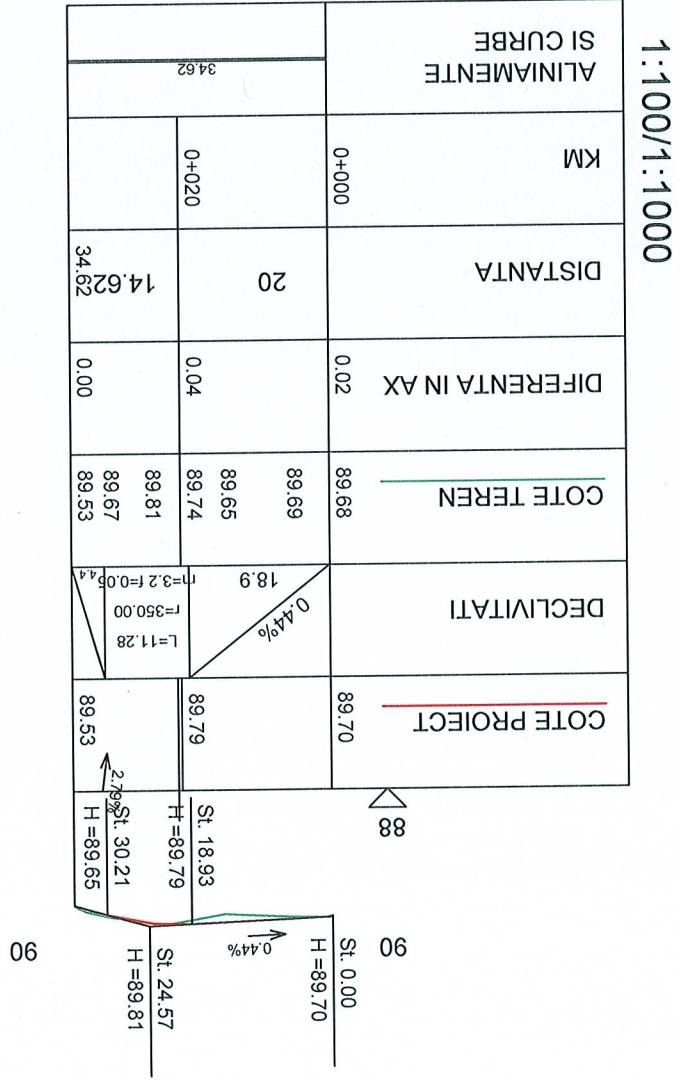 St. 0.00
H =89.70
St. 24.57
H =89.81
90
0.44%
90
St. 18.93
H =89.79
St. 30.21
H =89.65
2.79%
88
COTE PROIECT
89.70
89.79
89.53
DECLIVITATI
0.44%
18.9
L=11.28
r=350.00
m=3.2 f=0.05
4.4
COTE TEREN
89.68
89.69
89.65
89.74
89.81
89.67
89.53
DIFERENTA IN AX
0.02
0.04
0.00
DISTANTA
20
14.62
34.62
KM
0+000
0+020
ALINIAMENTE
SI CURBE
34.62
1:100/1:1000